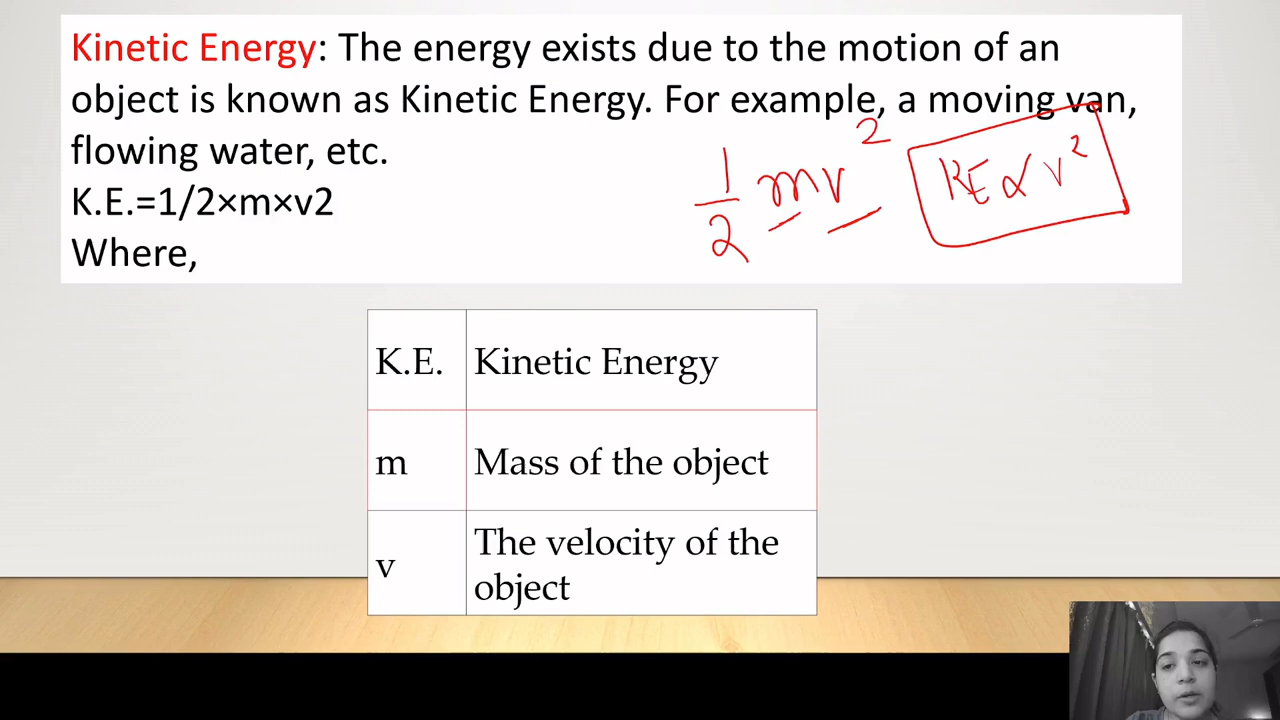 Kinetic Energy: The energy exists due to the motion of an
object is known as Kinetic Energy. For example, a moving van,
flowing water, etc.
K.E.=1/2×m×v2
Where,
1/2 mv²
KE ∝ v²
K.E. Kinetic Energy
m Mass of the object
v The velocity of the
object